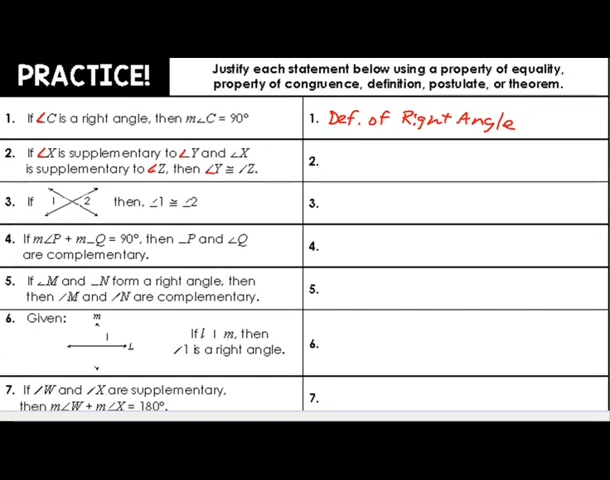 PRACTICE!
Justify each statement below using a property of equality,
property of congruence, definition, postulate, or theorem.
1. If ∠C is a right angle, then m∠C = 90°
1. Def. of Right Angle
2. If ∠X is supplementary to ∠Y and ∠X
is supplementary to ∠Z, then ∠Y ≅ ∠Z.
2.
3. If 1 2 then, ∠1 ≅ ∠2
3.
4. If m∠P + m∠Q = 90°, then ∠P and ∠Q
are complementary.
4.
5. If ∠M and ∠N form a right angle, then
then ∠M and ∠N are complementary.
5.
6. Given:
m
1
L
If l ⊥ m, then
∠1 is a right angle.
6.
7. If ∠W and ∠X are supplementary,
then m∠W + m∠X = 180°.
7.